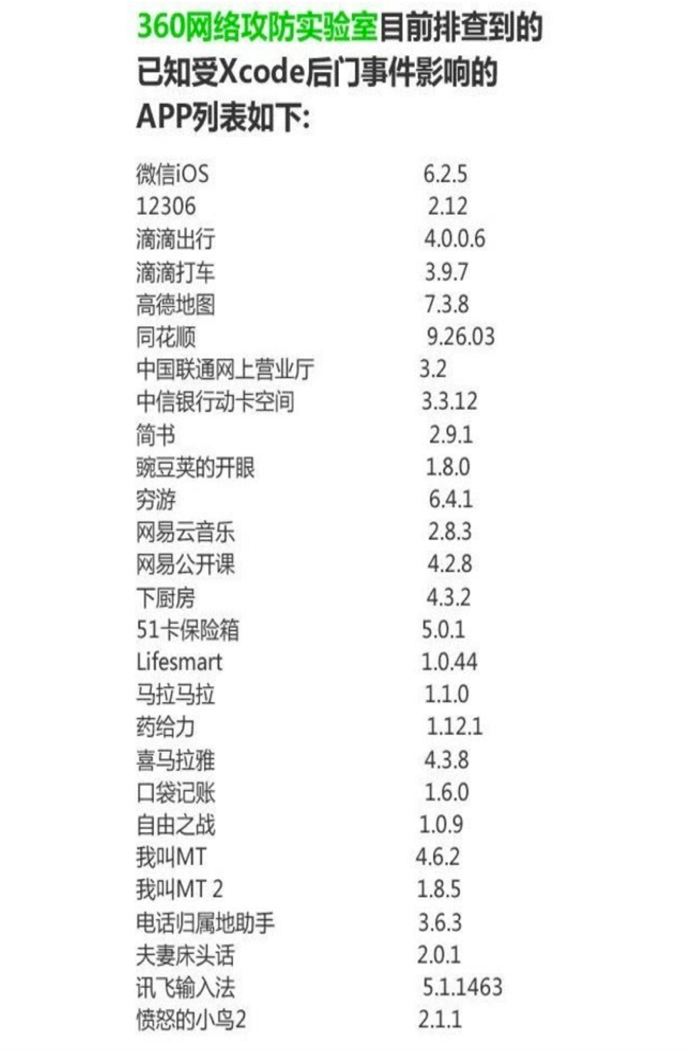 360网络攻防实验室目前排查到的
已知受Xcode后门事件影响的
APP列表如下:
微信iOS 6.2.5
12306 2.12
滴滴出行 4.0.0.6
滴滴打车 3.9.7
高德地图 7.3.8
同花顺 9.26.03
中国联通网上营业厅 3.2
中信银行动卡空间 3.3.12
简书 2.9.1
豌豆荚的开眼 1.8.0
穷游 6.4.1
网易云音乐 2.8.3
网易公开课 4.2.8
下厨房 4.3.2
51卡保险箱 5.0.1
Lifesmart 1.0.44
马拉马拉 1.1.0
药给力 1.12.1
喜马拉雅 4.3.8
口袋记账 1.6.0
自由之战 1.0.9
我叫MT 4.6.2
我叫MT 2 1.8.5
电话归属地助手 3.6.3
夫妻床头话 2.0.1
讯飞输入法 5.1.1463
愤怒的小鸟2 2.1.1